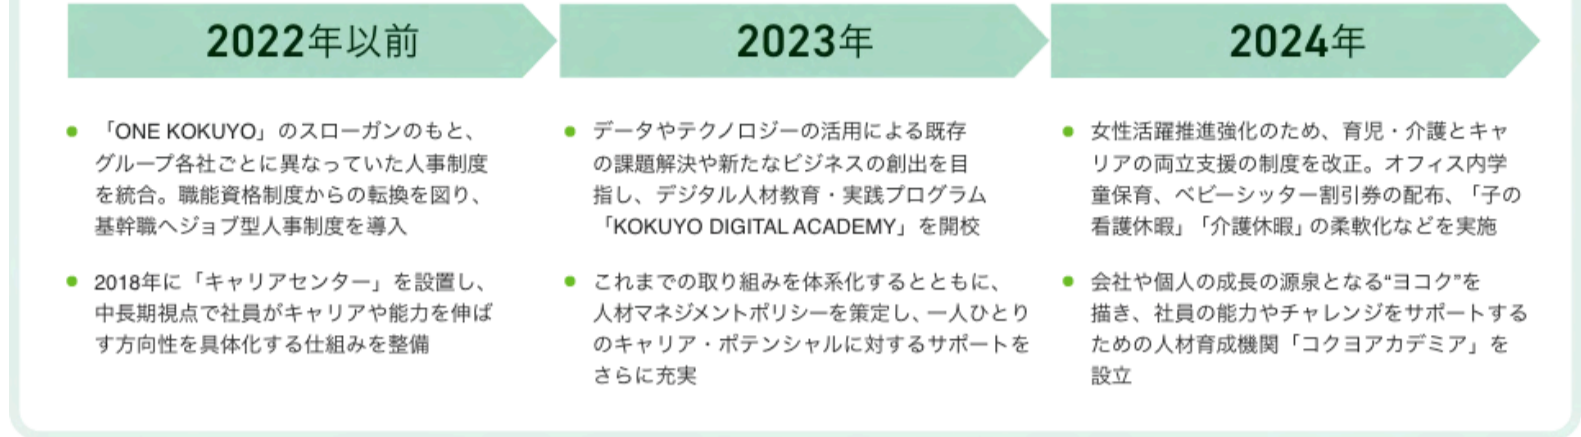 2022年以前
2023年
2024年
「ONE KOKUYO」のスローガンのもと、
グループ各社ごとに異なっていた人事制度
を統合。職能資格制度からの転換を図り、
基幹職へジョブ型人事制度を導入
2018年に「キャリアセンター」を設置し、
中長期視点で社員がキャリアや能力を伸ば
す方向性を具体化する仕組みを整備
データやテクノロジーの活用による既存
の課題解決や新たなビジネスの創出を目
指し、デジタル人材教育・実践プログラム
「KOKUYO DIGITAL ACADEMY」を開校
これまでの取り組みを体系化するとともに、
人材マネジメントポリシーを策定し、一人ひとり
のキャリア・ポテンシャルに対するサポートを
さらに充実
女性活躍推進強化のため、育児・介護とキャ
リアの両立支援の制度を改正。オフィス内学
童保育、ベビーシッター割引券の配布、「子の
看護休暇」「介護休暇」の柔軟化などを実施
会社や個人の成長の源泉となる“ヨコク”を
描き、社員の能力やチャレンジをサポートする
ための人材育成機関「コクヨアカデミア」を
設立